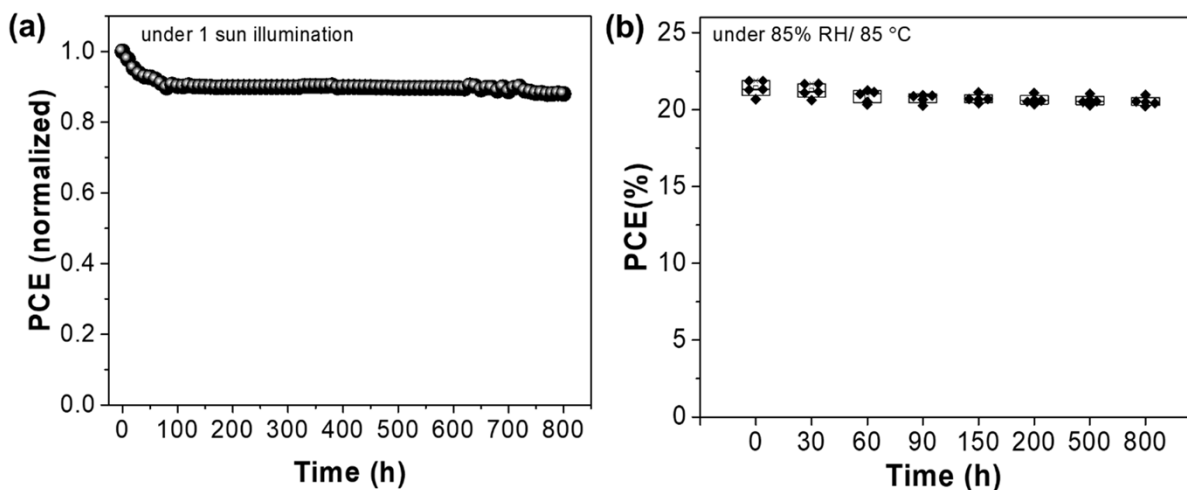 (a)
under 1 sun illumination
PCE (normalized)
1.0
0.8
0.6
0.4
0.2
0.0
0 100 200 300 400 500 600 700 800
Time (h)
(b)
under 85% RH/ 85 °C
PCE(%)
25
20
15
10
5
0
0 30 60 90 150 200 500 800
Time (h)